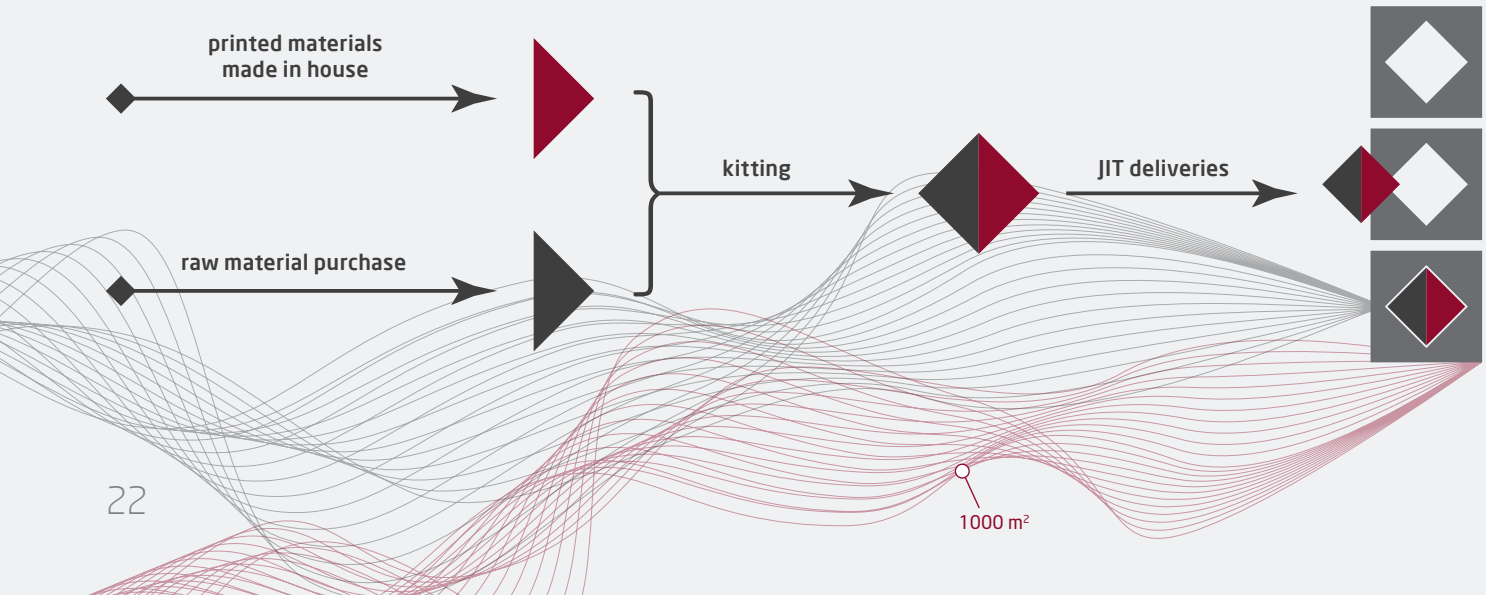 printed materials
made in house
kitting
JIT deliveries
raw material purchase
22
1000 m²